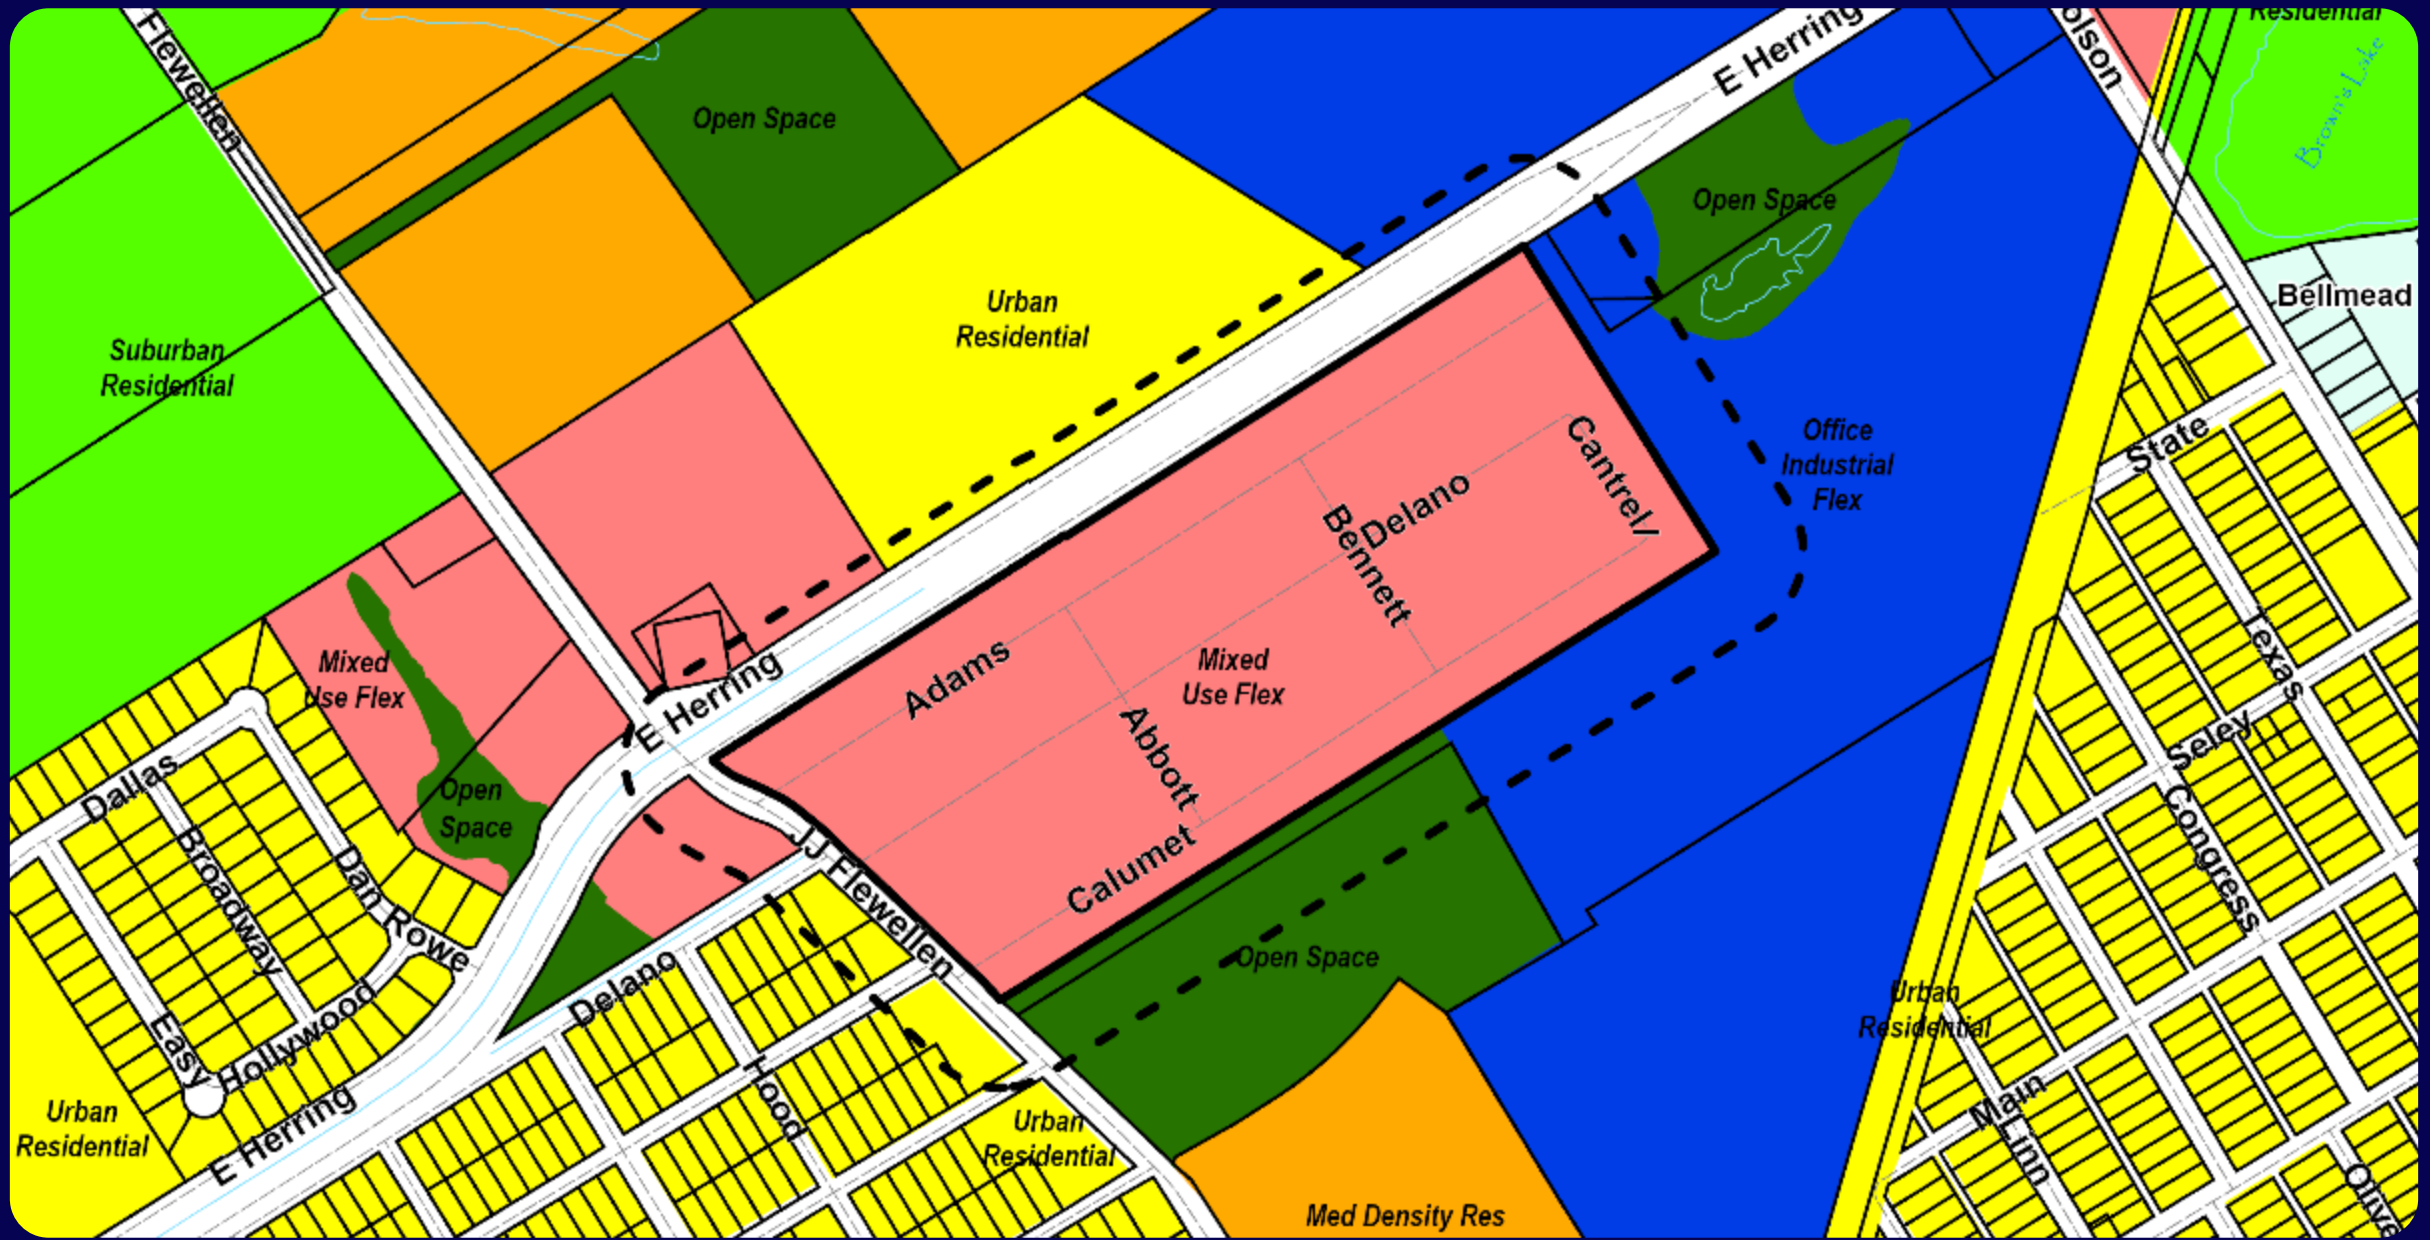 Flewellen
E Herring
olson
Residential
Brown's Lake
Open Space
Open Space
Bellmead
Urban
Residential
Suburban
Residential
Office
Industrial
Flex
Cantrell
State
Delano
Bennett
Texas
Mixed
Use Flex
Adams
Mixed
Use Flex
E Herring
Abbott
Seley
Dallas
Open
Space
Broadway
Dan Rowe
JJ Flewellen
Calumet
Congress
Open Space
Delano
Easy
Hollywood
Hood
Urban
Residential
Main
Linn
Urban
Residential
E Herring
Urban
Residential
Med Density Res
Olive